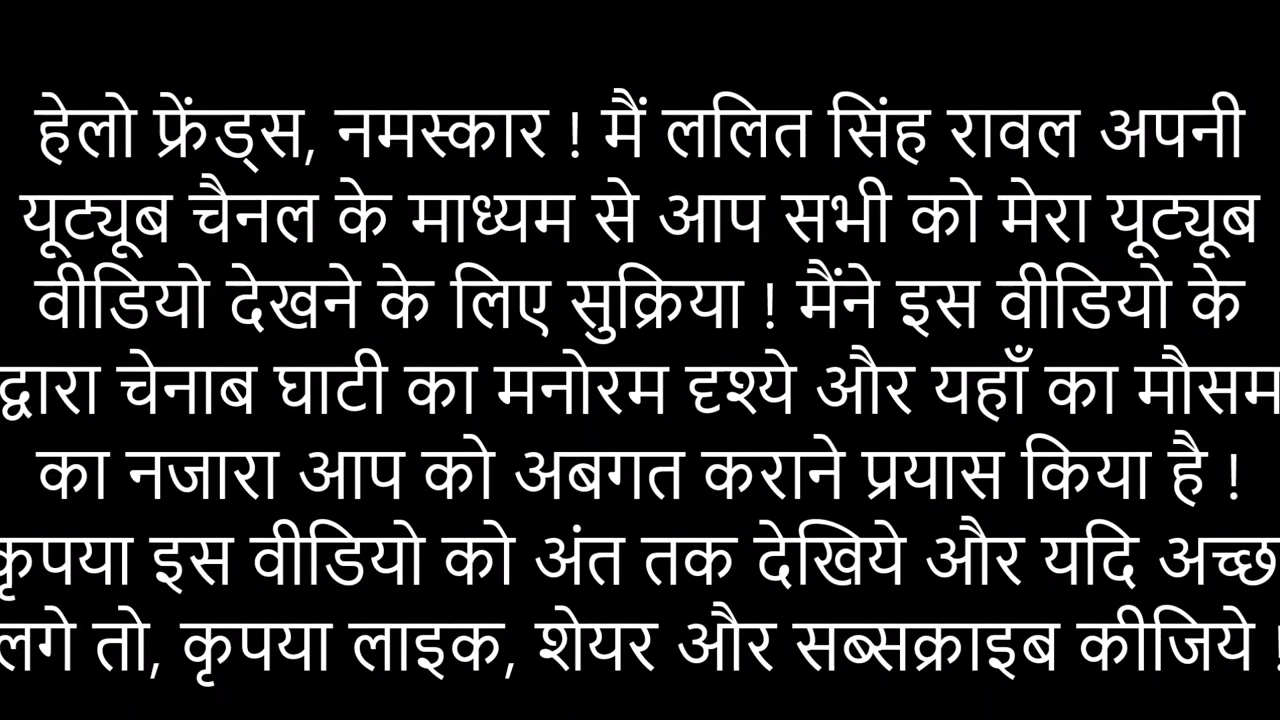 हेलो फ्रेंड्स, नमस्कार ! मैं ललित सिंह रावल अपनी
यूट्यूब चैनल के माध्यम से आप सभी को मेरा यूट्यूब
वीडियो देखने के लिए सुक्रिया ! मैंने इस वीडियो के
द्वारा चेनाब घाटी का मनोरम दृश्ये और यहाँ का मौसम
का नजारा आप को अबगत कराने प्रयास किया है !
कृपया इस वीडियो को अंत तक देखिये और यदि अच्छ
लगे तो, कृपया लाइक, शेयर और सब्सक्राइब कीजिये !